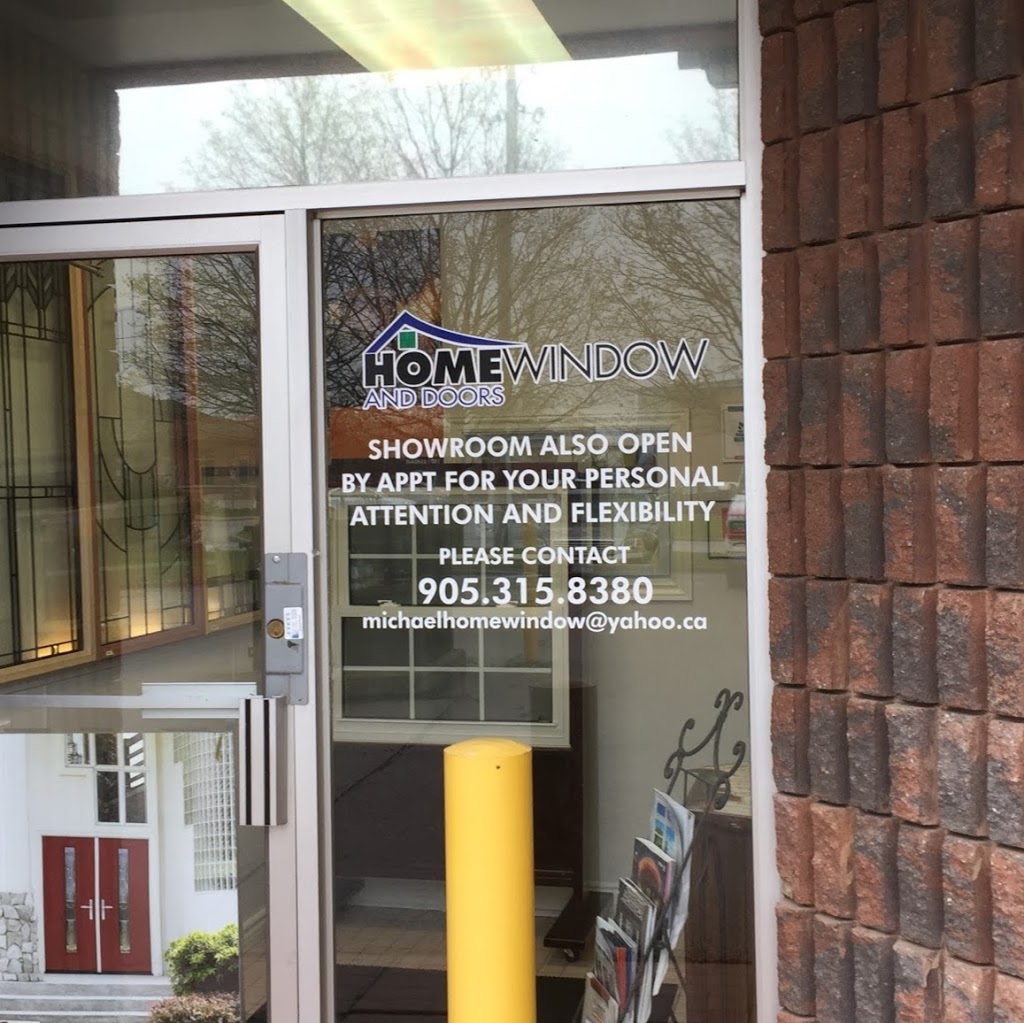 HOMEWINDOW
AND DOORS
SHOWROOM ALSO OPEN
BY APPT FOR YOUR PERSONAL
ATTENTION AND FLEXIBILITY
PLEASE CONTACT
905.315.8380
michaelhomewindow@yahoo.ca